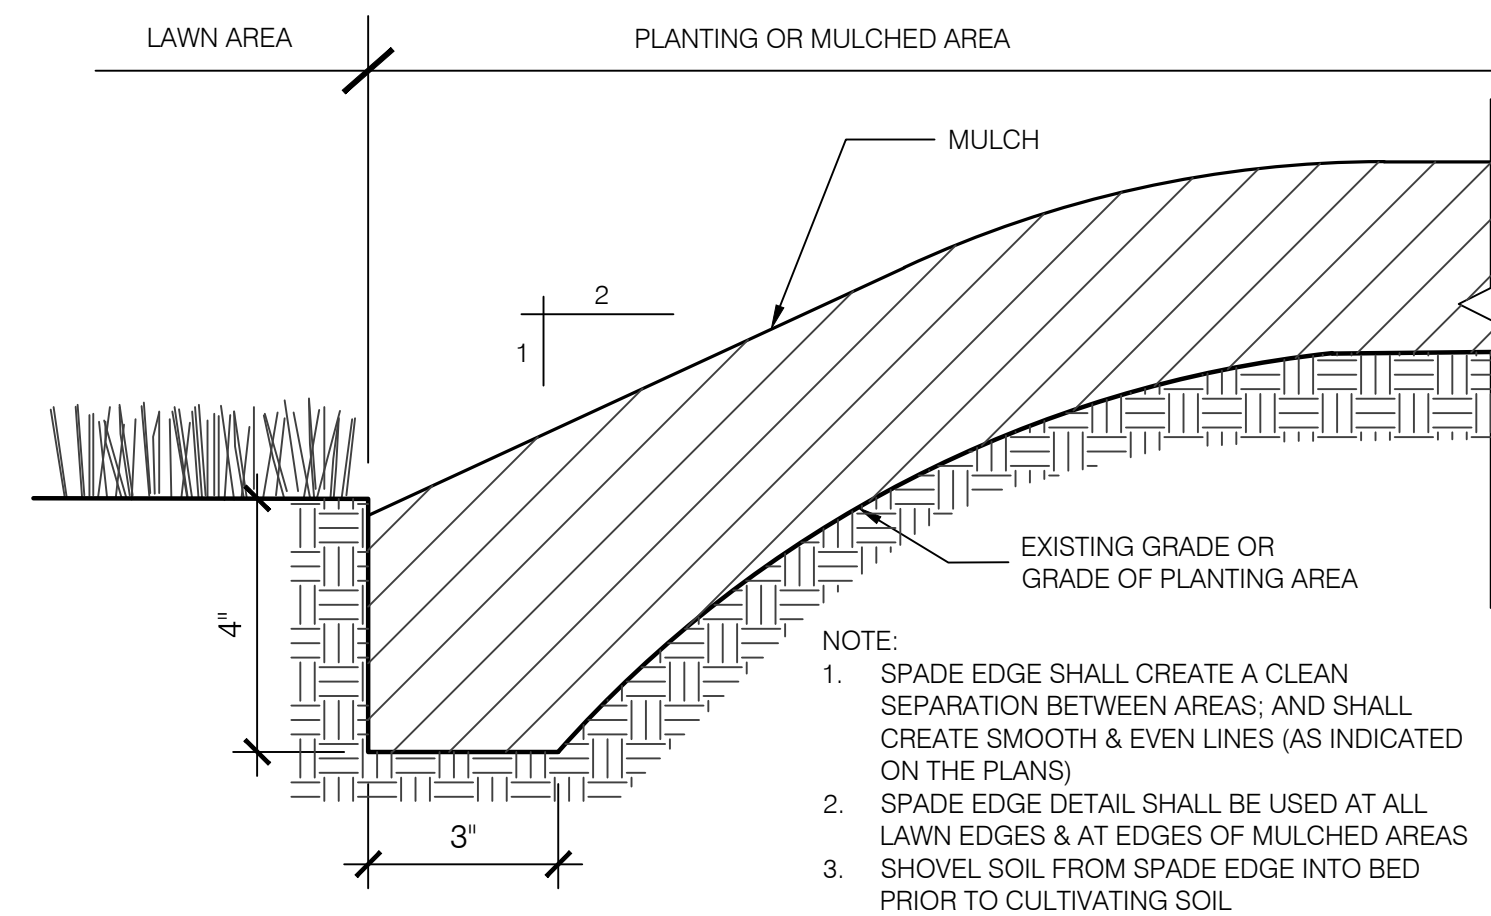 LAWN AREA
PLANTING OR MULCHED AREA
MULCH
2
1
EXISTING GRADE OR
GRADE OF PLANTING AREA
4"
3"
NOTE:
1. SPADE EDGE SHALL CREATE A CLEAN
SEPARATION BETWEEN AREAS; AND SHALL
CREATE SMOOTH & EVEN LINES (AS INDICATED
ON THE PLANS)
2. SPADE EDGE DETAIL SHALL BE USED AT ALL
LAWN EDGES & AT EDGES OF MULCHED AREAS
3. SHOVEL SOIL FROM SPADE EDGE INTO BED
PRIOR TO CULTIVATING SOIL